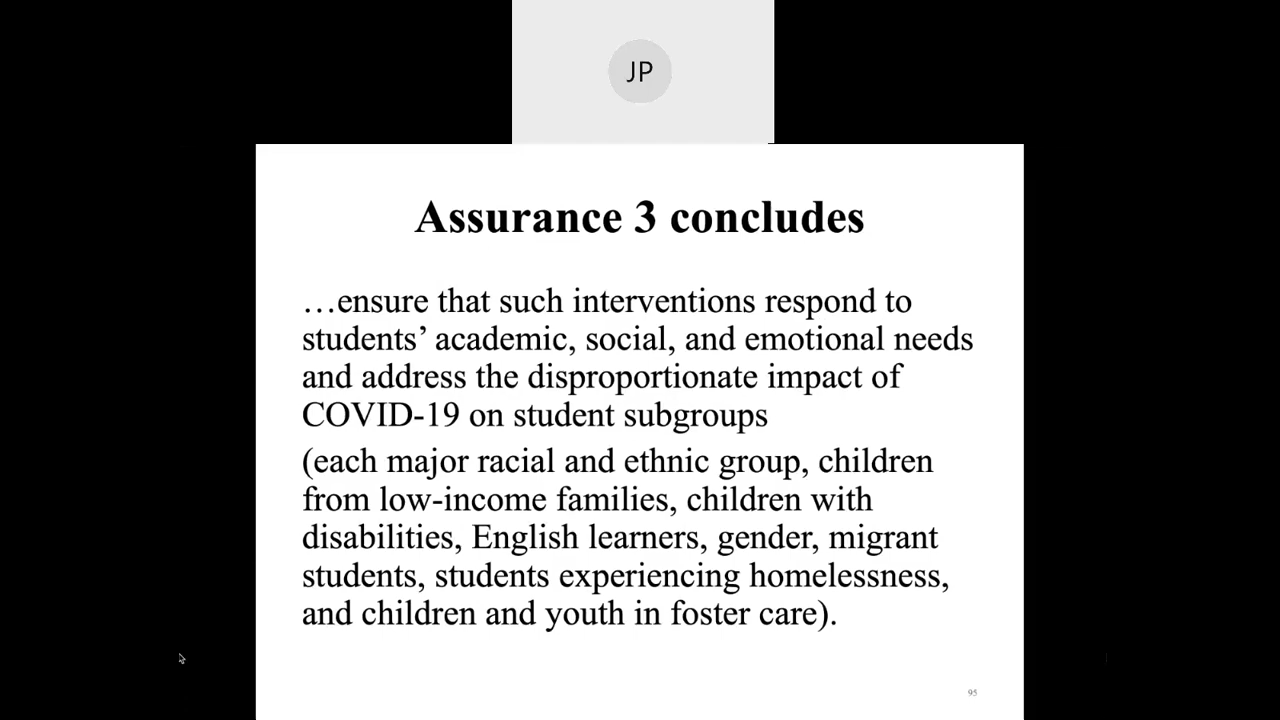 JP
Assurance 3 concludes
…ensure that such interventions respond to
students’ academic, social, and emotional needs
and address the disproportionate impact of
COVID-19 on student subgroups
(each major racial and ethnic group, children
from low-income families, children with
disabilities, English learners, gender, migrant
students, students experiencing homelessness,
and children and youth in foster care).
95